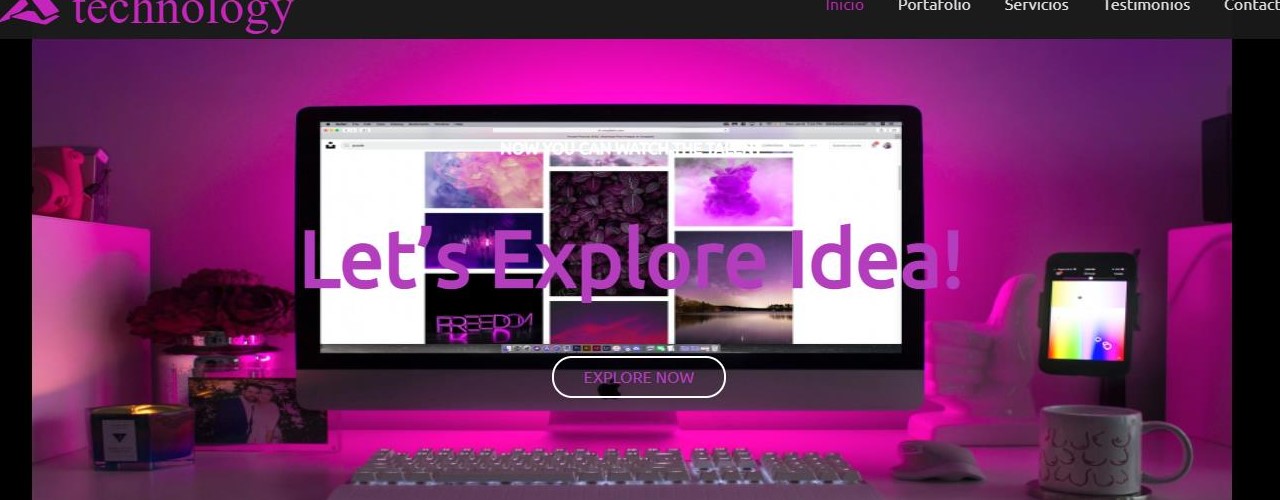 technology
Inicio Portafolio Servicios Testimonios Contact
NOW YOU CAN WATCH THE TALENT
Let's Explore Idea!
FREEDOM
EXPLORE NOW